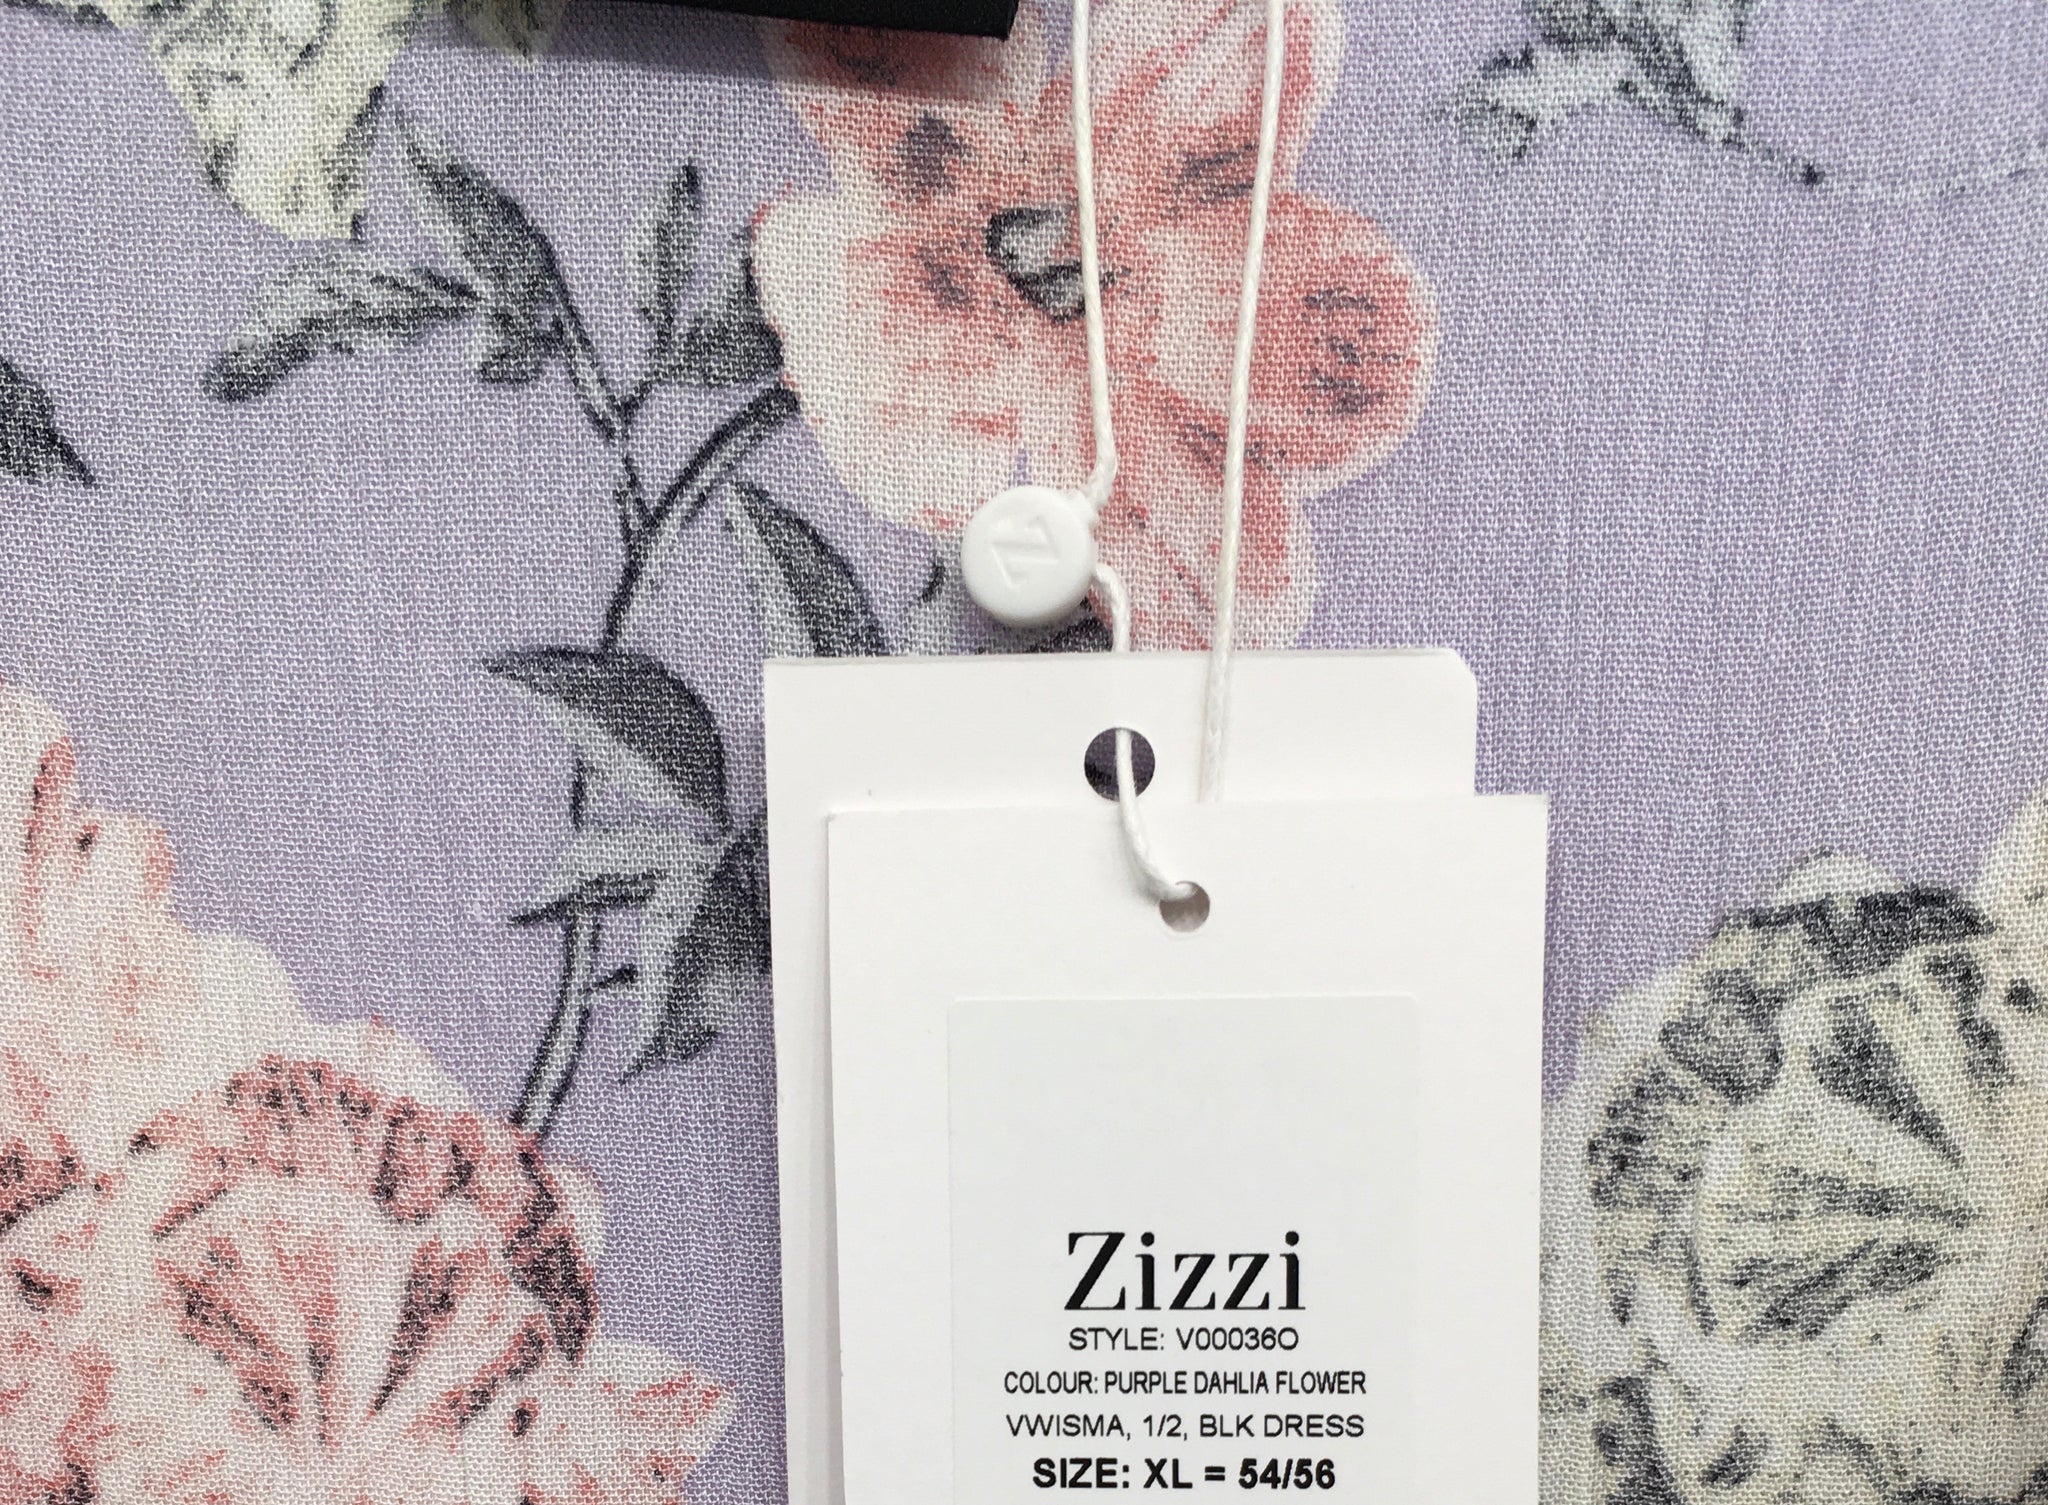 Z
Zizzi
STYLE: V00036O
COLOUR: PURPLE DAHLIA FLOWER
VWISMA, 1/2, BLK DRESS
SIZE: XL = 54/56